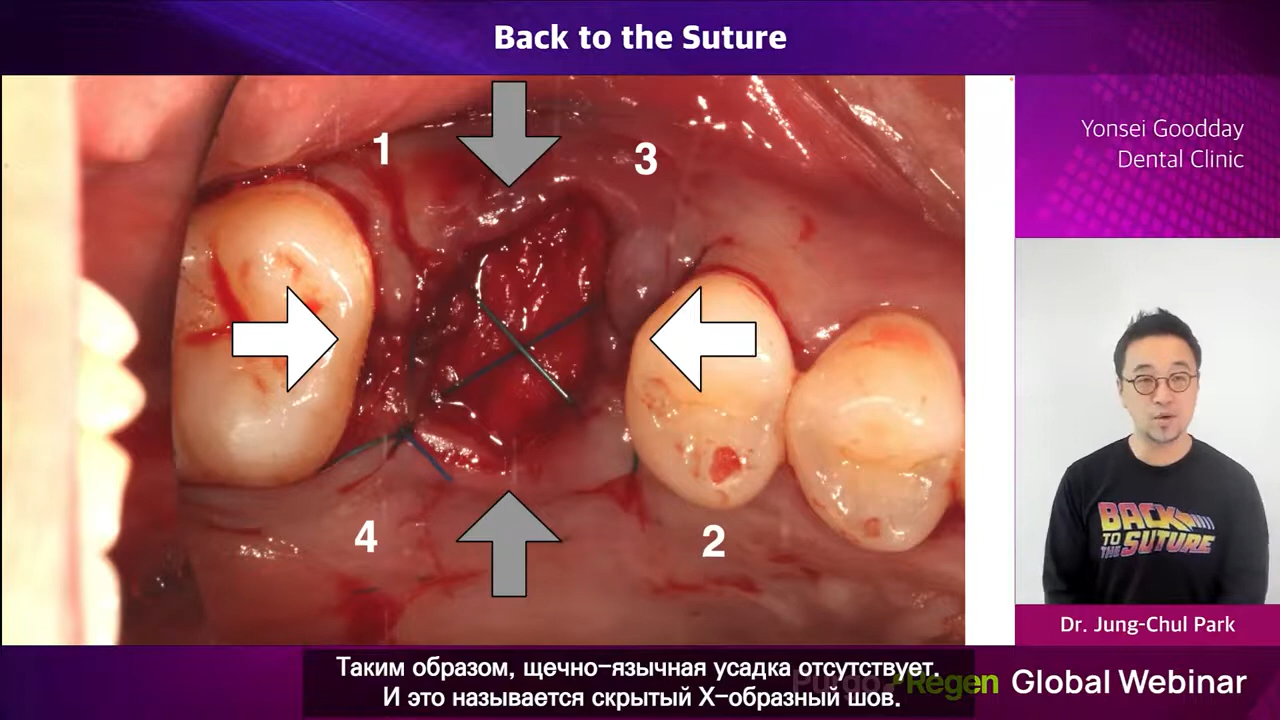 Back to the Suture
Yonsei Goodday
Dental Clinic
1
3
4
2
BACK
TO THE SUTURE
Dr. Jung-Chul Park
Таким образом, щечно-язычная усадка отсутствует.
И это называется скрытый Х-образный шов.
Purgo Regen Global Webinar